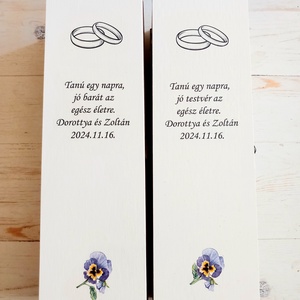 Tanú egy napra,
jó barát az
egész életre.
Dorottya és Zoltán
2024.11.16.
Tanú egy napra,
jó testvér az
egész életre.
Dorottya és Zoltán
2024.11.16.